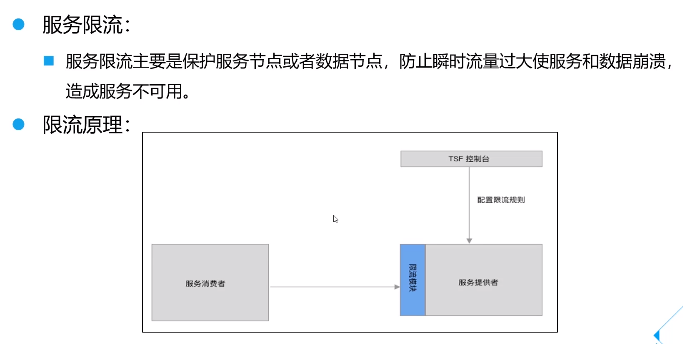 服务限流：
服务限流主要是保护服务节点或者数据节点，防止瞬时流量过大使服务和数据崩溃，
造成服务不可用。
限流原理：
TSF 控制台
配置限流规则
服务消费者
限流模块
服务提供者